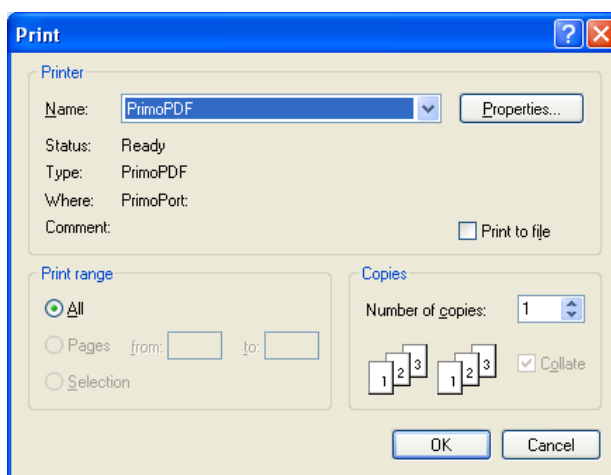 Print
Printer
Name: PrimoPDF Properties...
Status: Ready
Type: PrimoPDF
Where: PrimoPort:
Comment: Print to file
Print range
All
Pages from: to:
Selection
Copies
Number of copies: 1
1 2 3 1 2 3 Collate
OK Cancel